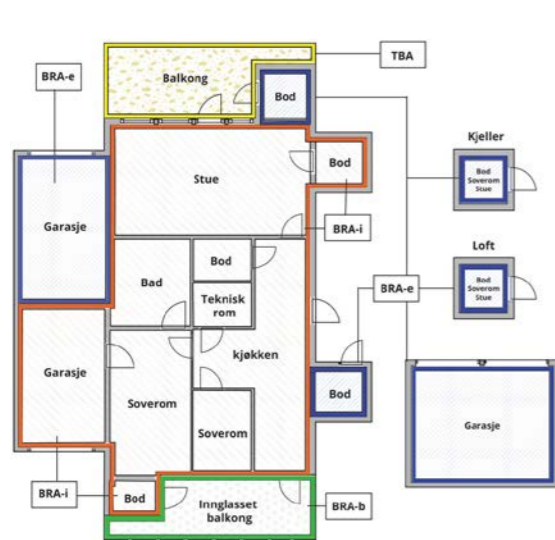 TBA
Balkong
BRA-e
Bod
Kjeller
Bod
Soverom
Stue
Stue
Bod
Garasje
BRA-i
Loft
Bod
Bad
Bod
Soverom
Stue
BRA-e
Teknisk
rom
kjøkken
Garasje
Soverom
Bod
Garasje
Soverom
BRA-i
Bod
Innglasset
balkong
BRA-b